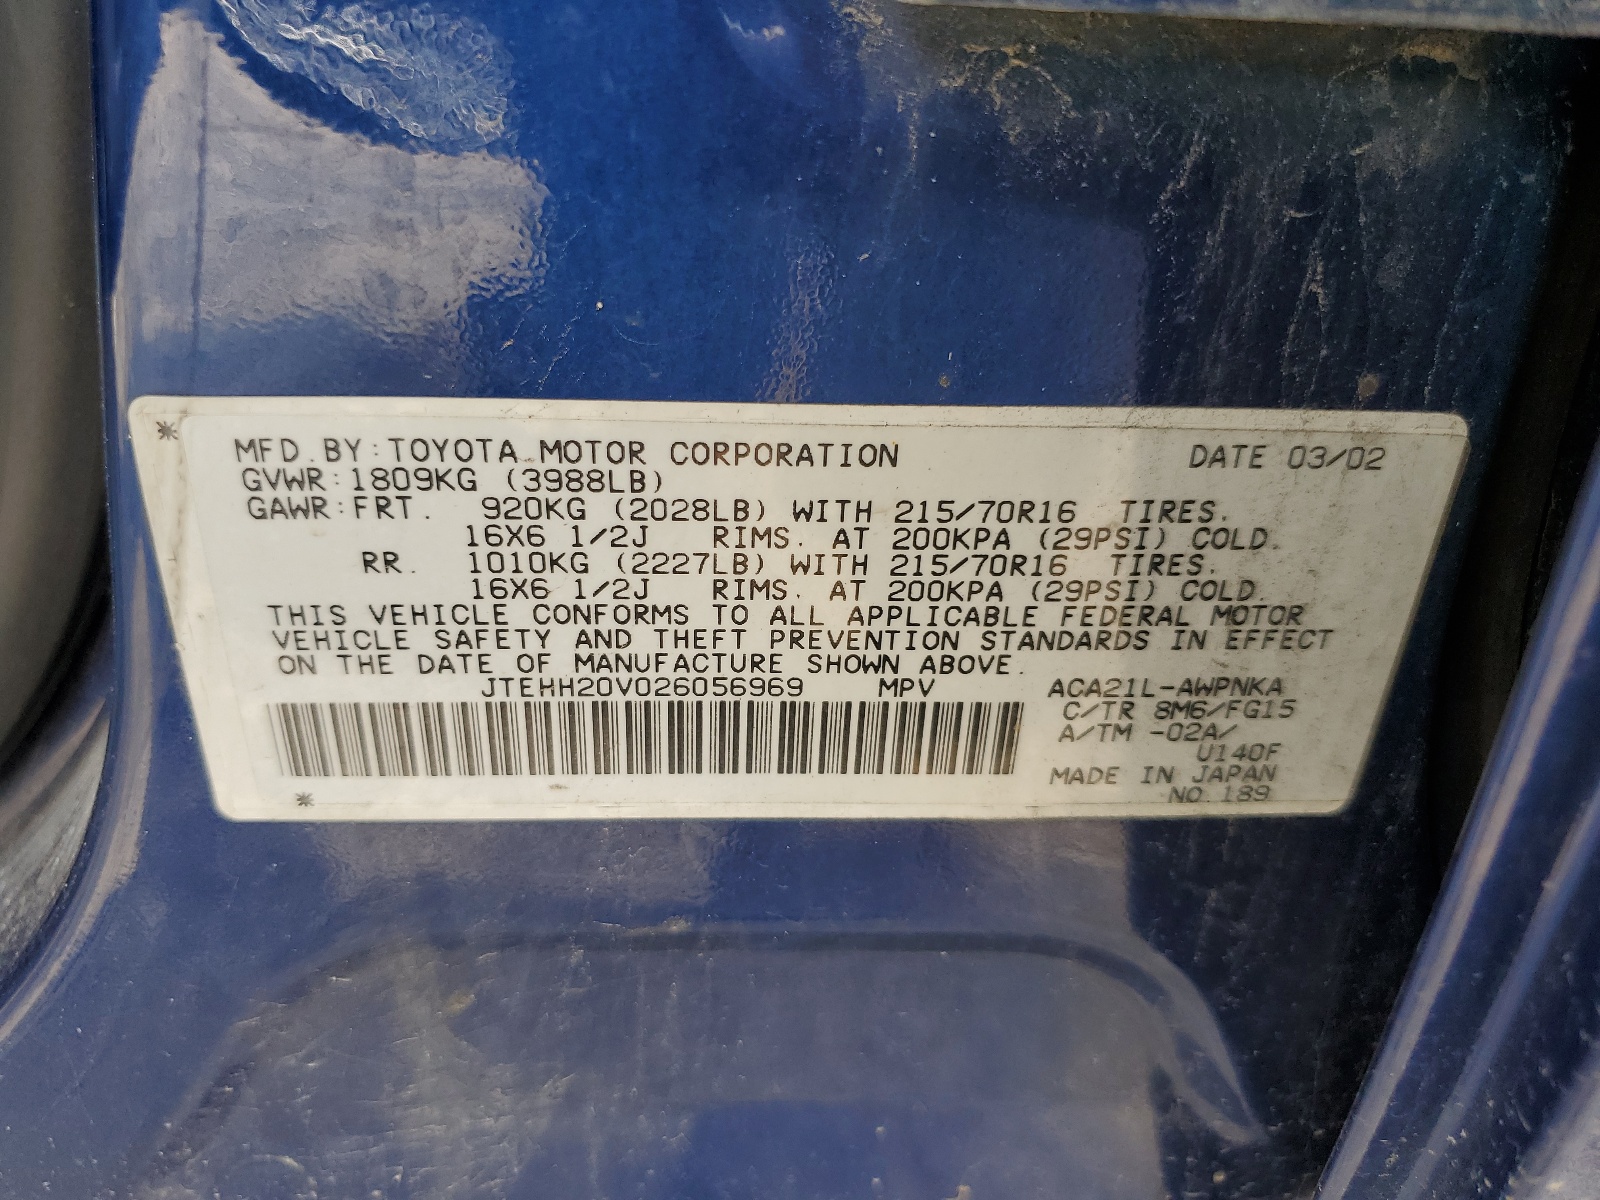 MFD. BY: TOYOTA MOTOR CORPORATION DATE 03/02
GVWR: 1809KG (3988LB)
GAWR: FRT. 920KG (2028LB) WITH 215/70R16 TIRES.
16X6 1/2J RIMS. AT 200KPA (29PSI) COLD.
RR. 1010KG (2227LB) WITH 215/70R16 TIRES.
16X6 1/2J RIMS. AT 200KPA (29PSI) COLD.
THIS VEHICLE CONFORMS TO ALL APPLICABLE FEDERAL MOTOR
VEHICLE SAFETY AND THEFT PREVENTION STANDARDS IN EFFECT
ON THE DATE OF MANUFACTURE SHOWN ABOVE.
JTEHH20V026056969 MPV ACA21L-AWPNKA
C/TR 8M6/FG15
A/TM -02A/
U140F
MADE IN JAPAN
NO.189